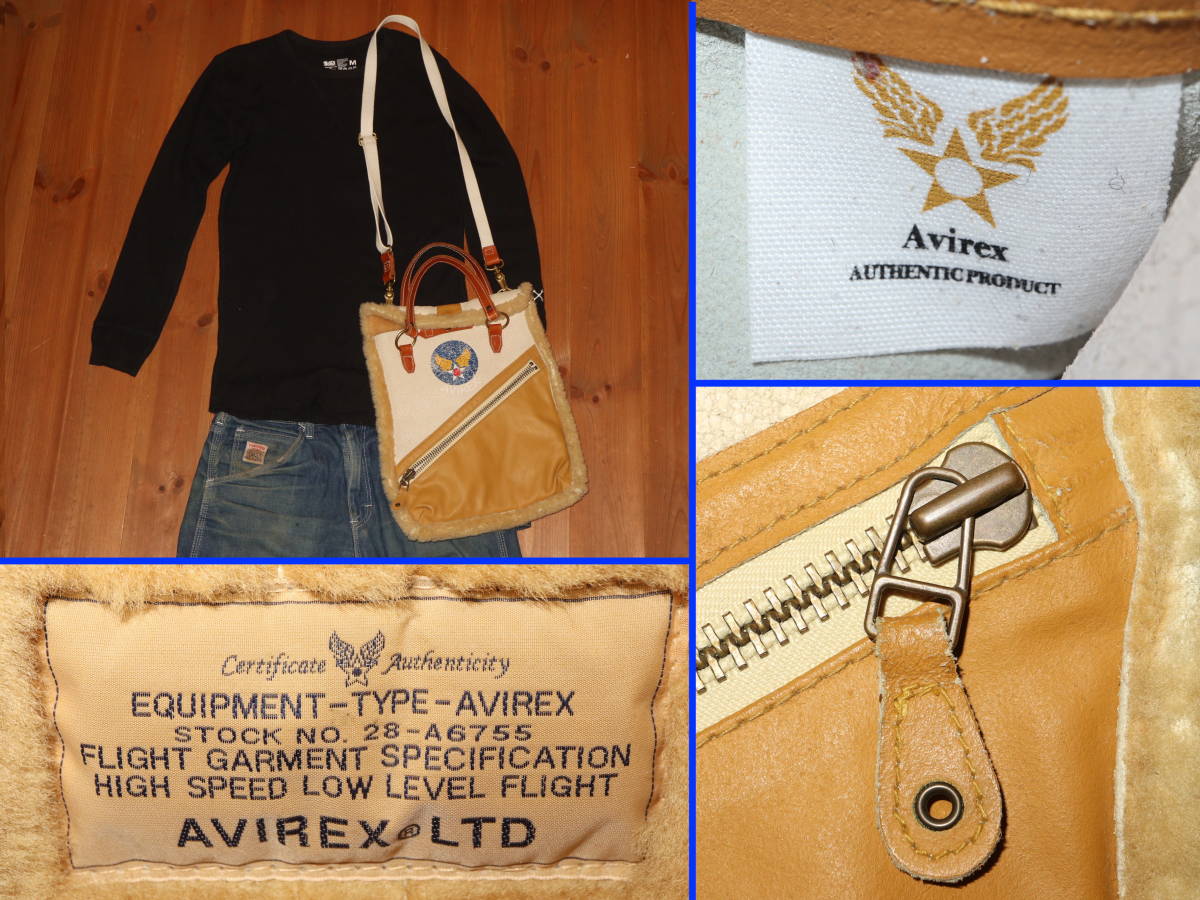 M
Avirex
AUTHENTIC PRODUCT
Certificate Authenticity
EQUIPMENT-TYPE-AVIREX
STOCK NO. 28-A6755
FLIGHT GARMENT SPECIFICATION
HIGH SPEED LOW LEVEL FLIGHT
AVIREX® LTD